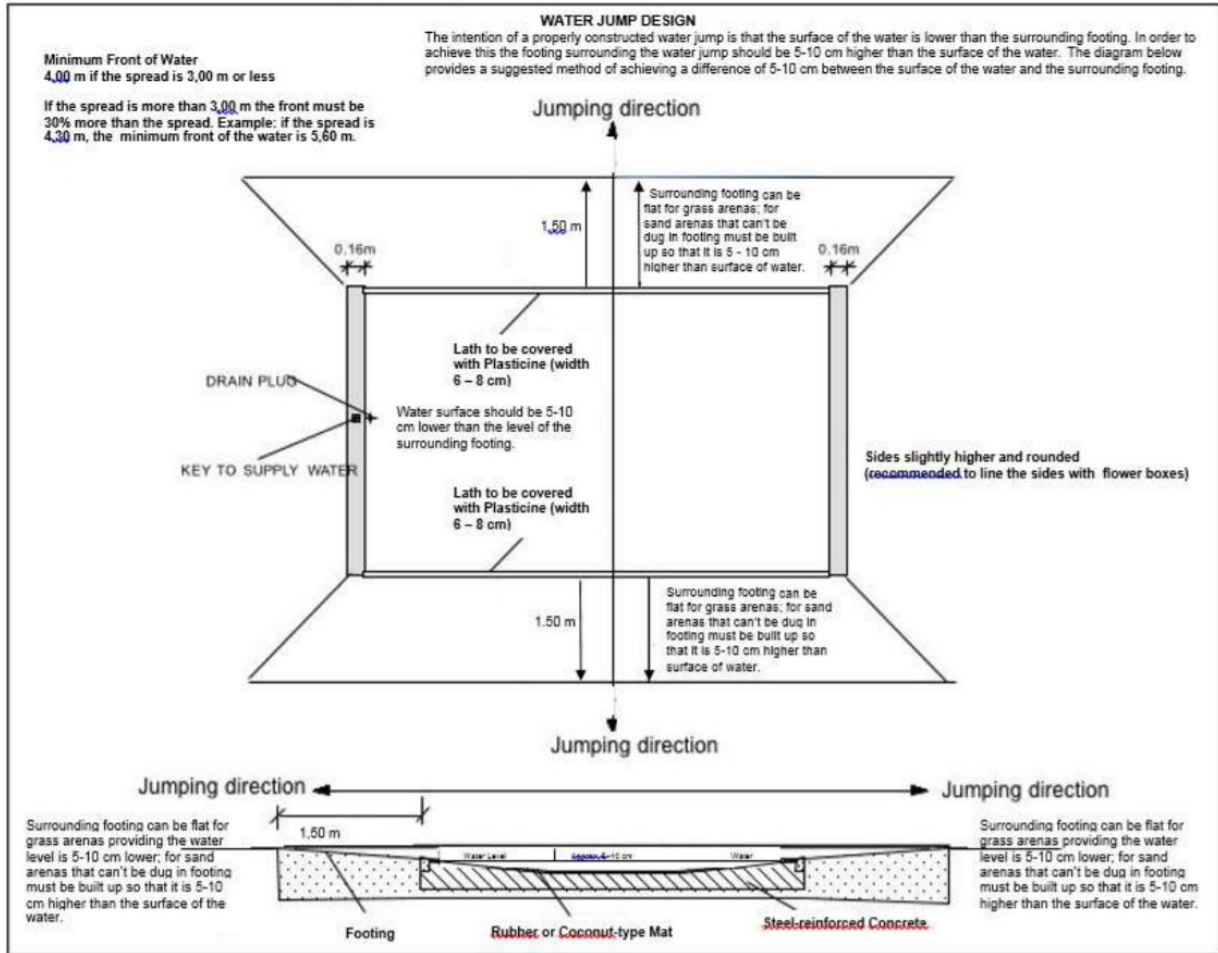 WATER JUMP DESIGN
The intention of a properly constructed water jump is that the surface of the water is lower than the surrounding footing. In order to
achieve this the footing surrounding the water jump should be 5-10 cm higher than the surface of the water. The diagram below
provides a suggested method of achieving a difference of 5-10 cm between the surface of the water and the surrounding footing.
Minimum Front of Water
4,00 m if the spread is 3,00 m or less
If the spread is more than 3,00 m the front must be
30% more than the spread. Example: if the spread is
4,30 m, the minimum front of the water is 5,60 m.
Jumping direction
1,50 m
Surrounding footing can be
flat for grass arenas; for
sand arenas that can't be
dug in footing must be built
up so that it is 5 - 10 cm
higher than surface of water.
0.16m
0.16m
Lath to be covered
with Plasticine (width
6 – 8 cm)
DRAIN PLUG
Water surface should be 5-10
cm lower than the level of the
surrounding footing.
KEY TO SUPPLY WATER
Sides slightly higher and rounded
(recommended to line the sides with flower boxes)
Lath to be covered
with Plasticine (width
6 – 8 cm)
1.50 m
Surrounding footing can be
flat for grass arenas; for sand
arenas that can't be dug in
footing must be built up so
that it is 5-10 cm higher than
surface of water.
Jumping direction
Jumping direction
Jumping direction
Surrounding footing can be flat for
grass arenas providing the water
level is 5-10 cm lower; for sand
arenas that can't be dug in footing
must be built up so that it is 5-10
cm higher than the surface of the
water.
1,50 m
Water Level
10 cm
Water
Surrounding footing can be flat for
grass arenas providing the water
level is 5-10 cm lower; for sand
arenas that can't be dug in footing
must be built up so that it is 5-10 cm
higher than the surface of the water.
Footing
Rubber or Coconut-type Mat
Steel-reinforced Concrete